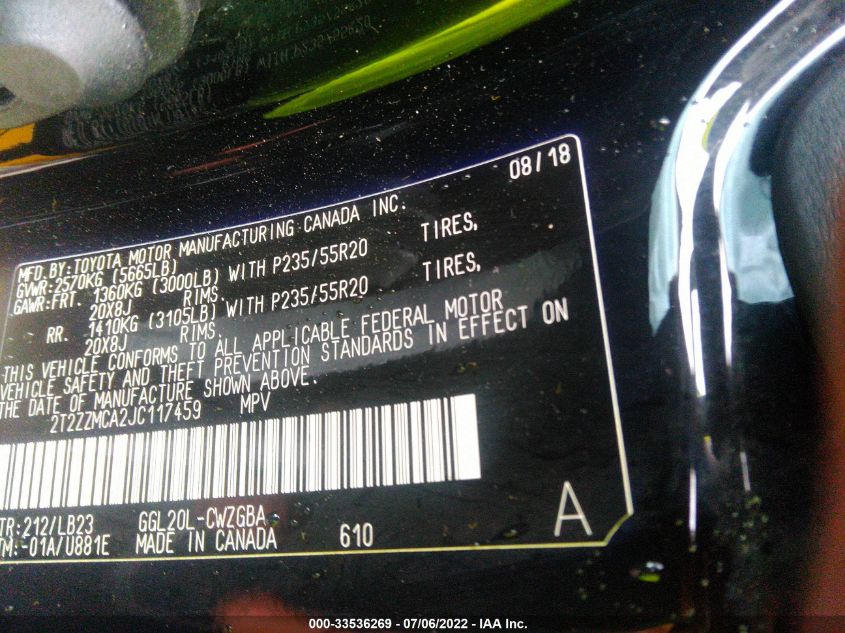 08/18
MFD.BY:TOYOTA MOTOR MANUFACTURING CANADA INC.
GVWR:2570KG (5665LB)
GAWR:FRT. 1360KG (3000LB) WITH P235/55R20 TIRES,
20X8J RIMS.
RR. 1410KG (3105LB) WITH P235/55R20 TIRES,
20X8J RIMS.
THIS VEHICLE CONFORMS TO ALL APPLICABLE FEDERAL MOTOR
VEHICLE SAFETY AND THEFT PREVENTION STANDARDS IN EFFECT ON
THE DATE OF MANUFACTURE SHOWN ABOVE.
2T2ZZMCA2JC117459 MPV
TR:212/LB23 GGL20L-CWZGBA
TM:-01A/U881E MADE IN CANADA 610 A
000-33536269 - 07/06/2022 - IAA Inc.